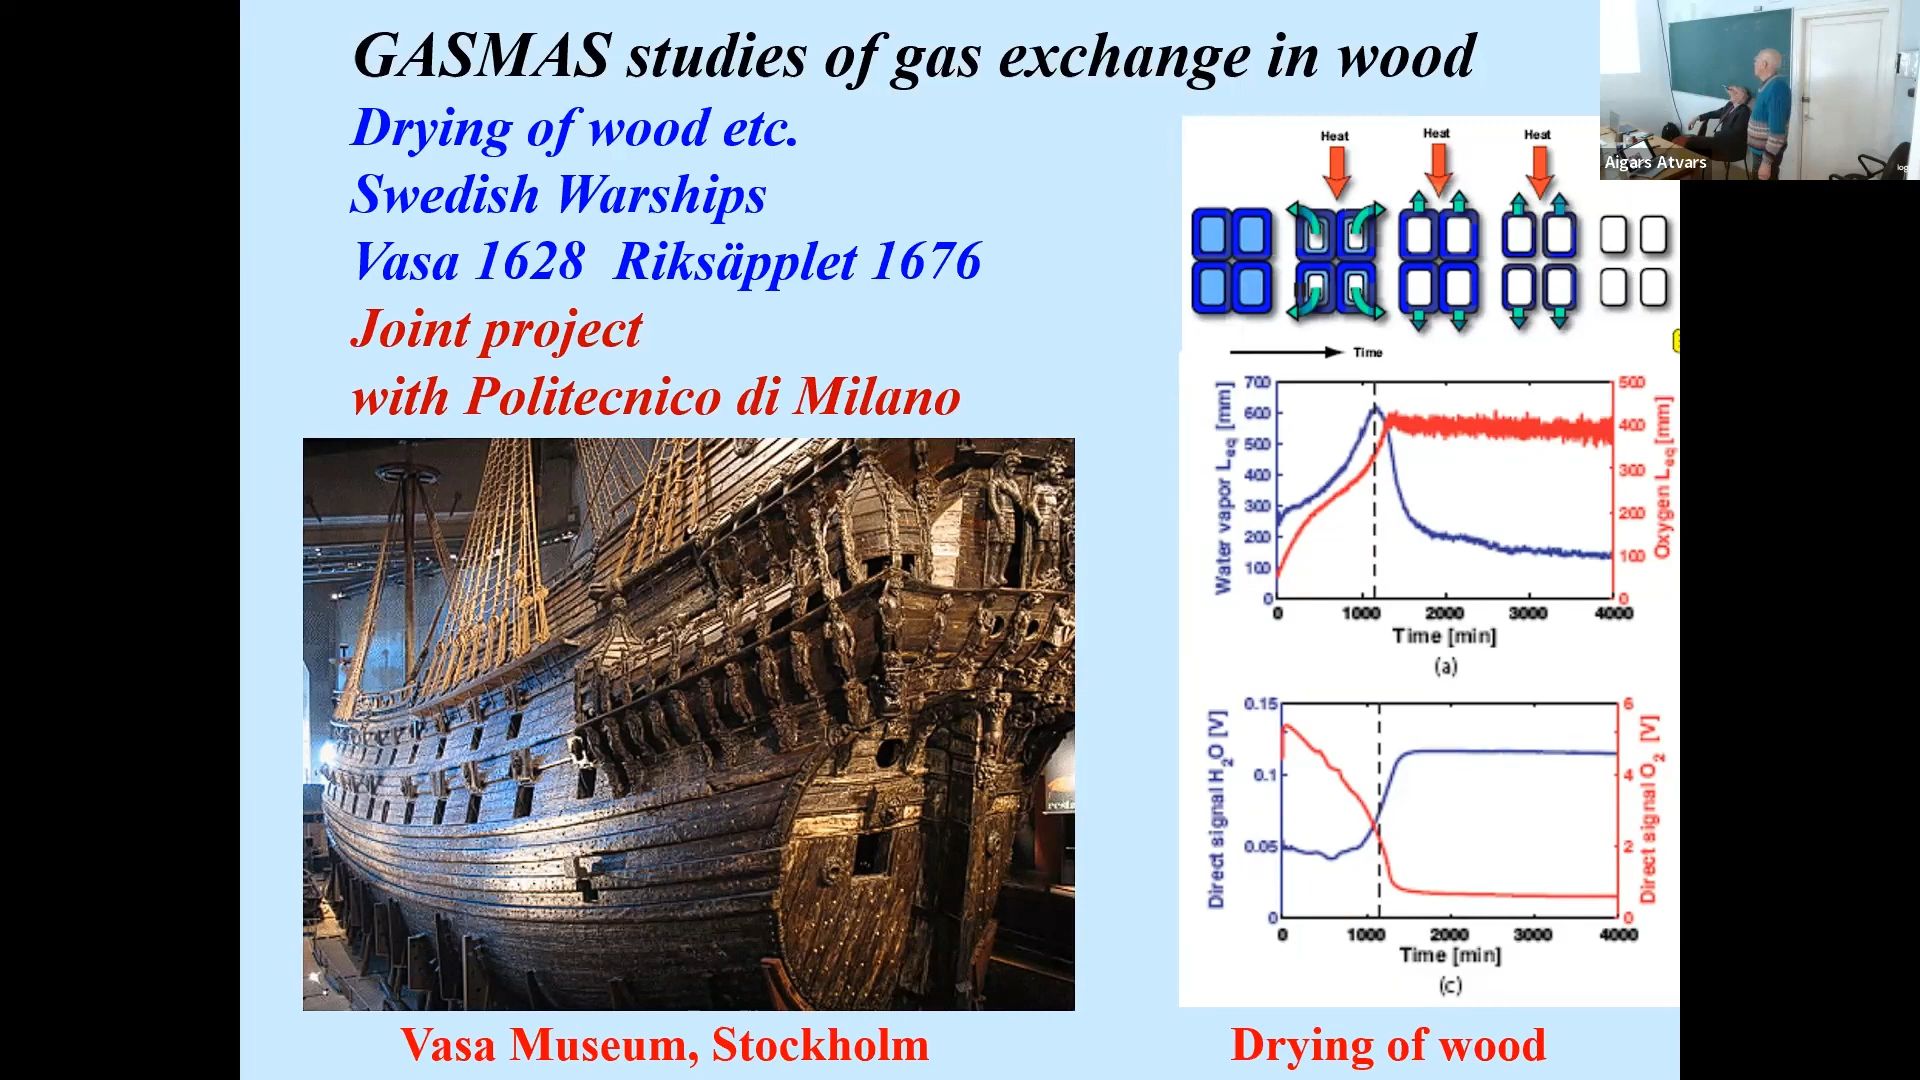 GASMAS studies of gas exchange in wood
Drying of wood etc.
Swedish Warships
Vasa 1628 Riksäpplet 1676
Joint project
with Politecnico di Milano
Vasa Museum, Stockholm
Heat
Heat
Heat
Time
700
600
500
400
300
200
100
0
Water vapor Leq [mm]
500
400
300
200
100
0
Oxygen Leq [mm]
0 1000 2000 3000 4000
Time [min]
(a)
0.15
0.1
0.05
0
Direct signal H2O [V]
6
4
2
0
Direct signal O2 [V]
0 1000 2000 3000 4000
Time [min]
(c)
Drying of wood
Aigars Atvars